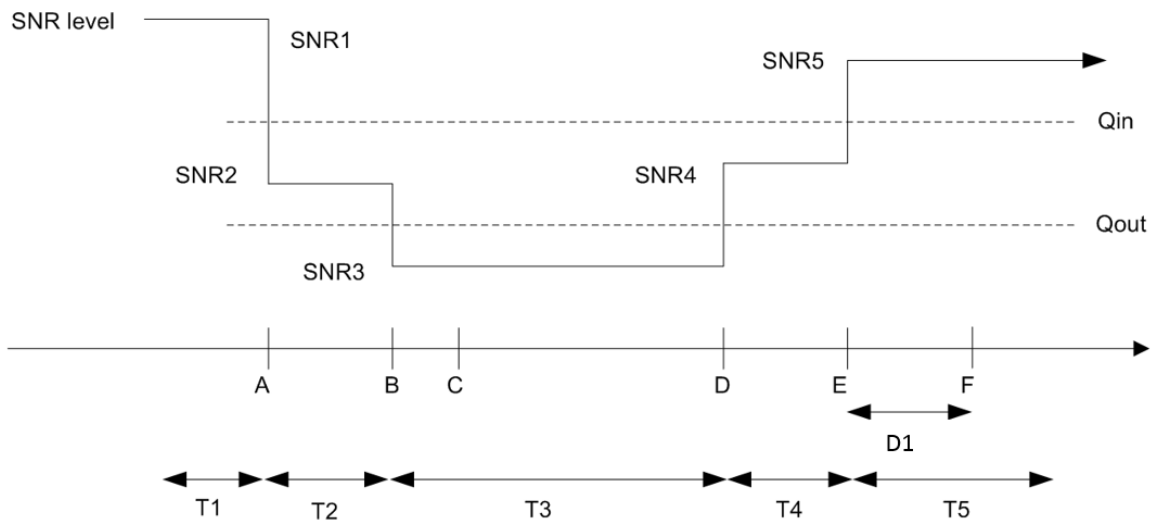 SNR level
SNR1
SNR5
Qin
SNR2
SNR4
Qout
SNR3
A B C D E F
D1
T1 T2 T3 T4 T5